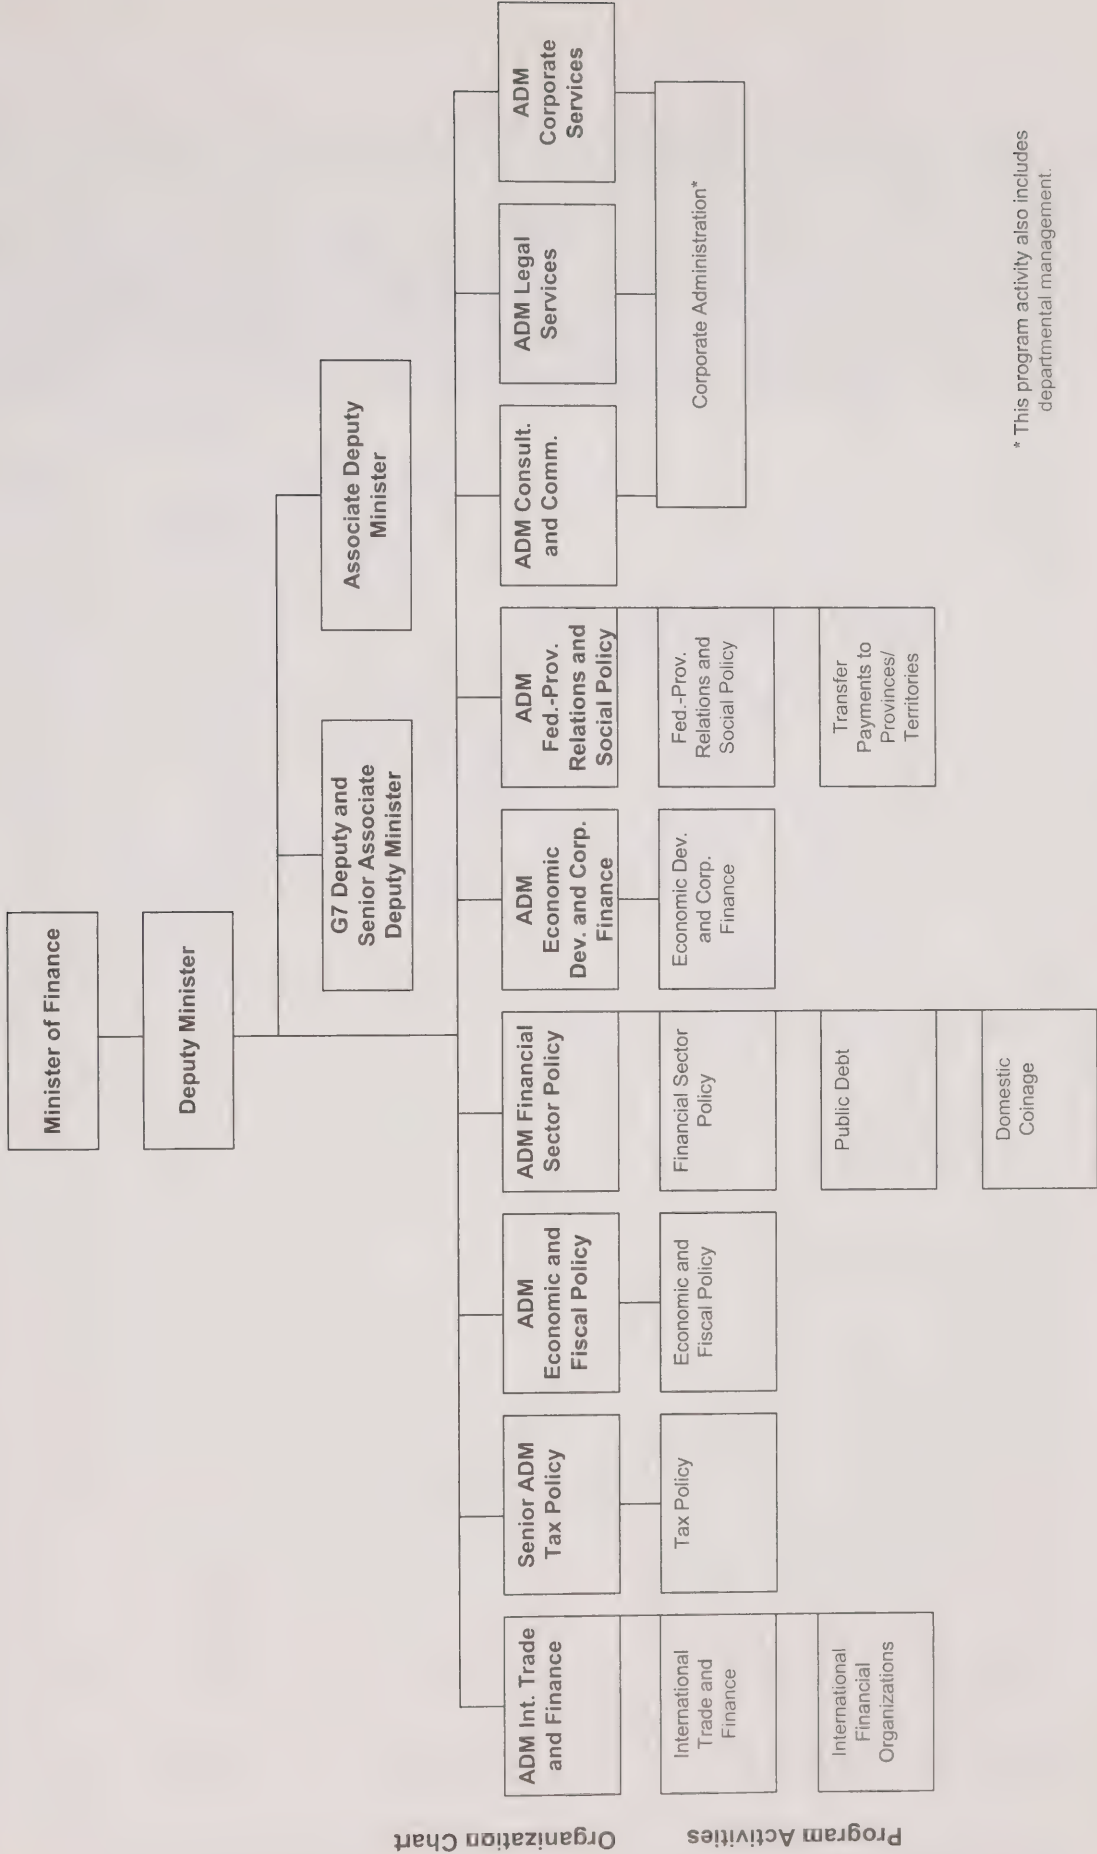 Organization Chart
Minister of Finance
Deputy Minister
G7 Deputy and
Senior Associate
Deputy Minister
Associate Deputy
Minister
ADM Int. Trade
and Finance
Senior ADM
Tax Policy
ADM
Economic and
Fiscal Policy
ADM Financial
Sector Policy
ADM
Economic
Dev. and Corp.
Finance
ADM
Fed.-Prov.
Relations and
Social Policy
ADM Consult.
and Comm.
ADM Legal
Services
ADM
Corporate
Services
Program Activities
International
Trade and
Finance
Tax Policy
Economic and
Fiscal Policy
Financial Sector
Policy
Economic Dev.
and Corp.
Finance
Fed.-Prov.
Relations and
Social Policy
Corporate Administration*
International
Financial
Organizations
Public Debt
Transfer
Payments to
Provinces/
Territories
Domestic
Coinage
* This program activity also includes
departmental management.